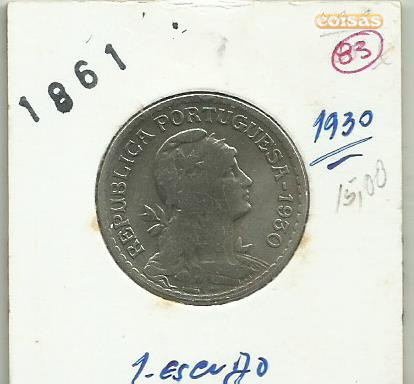 coisas
83
1861
1930
15,00
REPUBLICA PORTUGUESA-1930
1-escudo